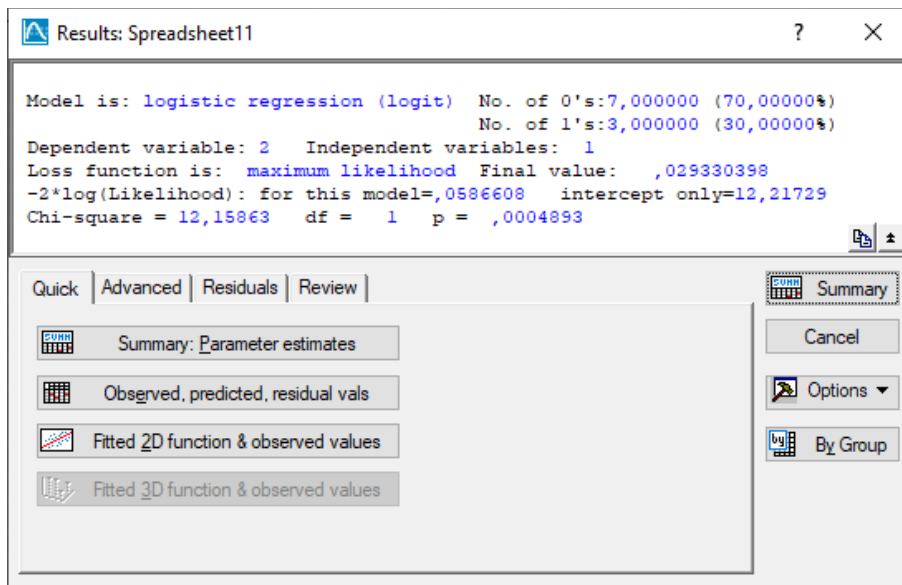 Results: Spreadsheet11 ? ×
Model is: logistic regression (logit) No. of 0's:7,000000 (70,00000%)
No. of 1's:3,000000 (30,00000%)
Dependent variable: 2 Independent variables: 1
Loss function is: maximum likelihood Final value: ,029330398
-2*log(Likelihood): for this model=,0586608 intercept only=12,21729
Chi-square = 12,15863 df = 1 p = ,0004893
Quick Advanced Residuals Review
SUMM Summary
SUMM Summary: Parameter estimates
Cancel
Observed, predicted, residual vals
Options
Fitted 2D function & observed values
by By Group
Fitted 3D function & observed values